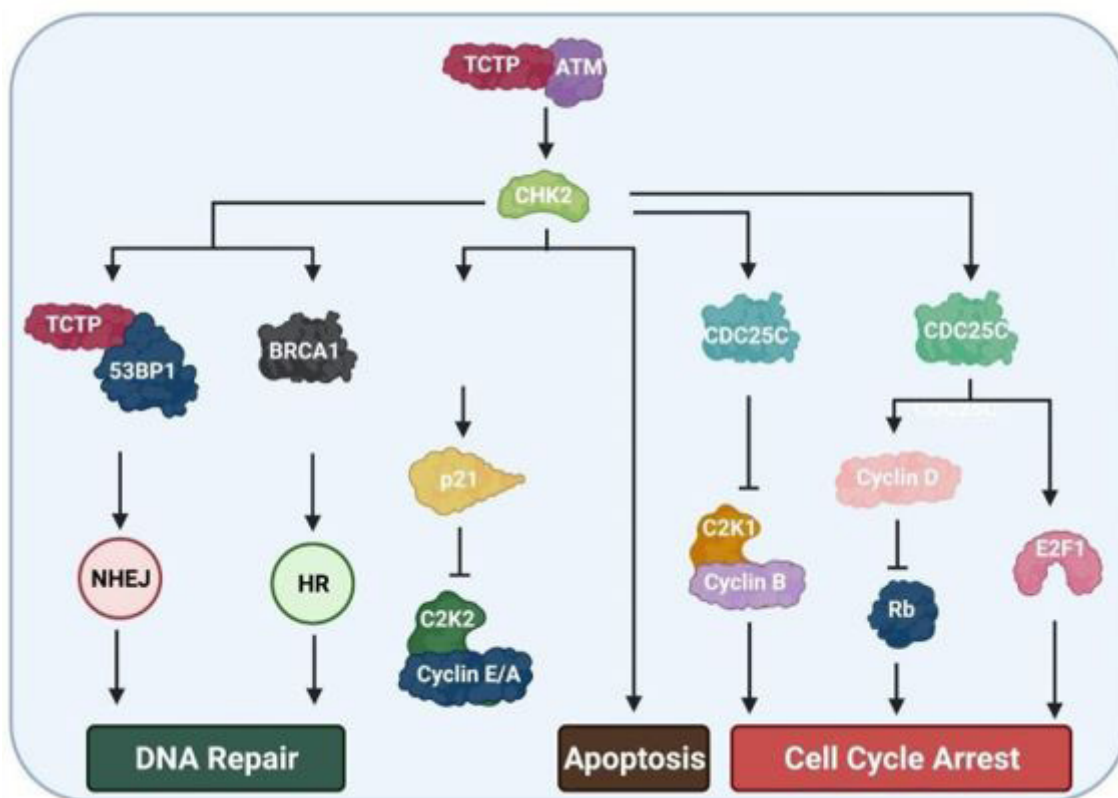 TCTP ATM
CHK2
TCTP
53BP1
BRCA1
CDC25C
CDC25C
CDC25C
p21
C2K1
Cyclin B
Cyclin D
E2F1
NHEJ
HR
C2K2
Cyclin E/A
Rb
DNA Repair
Apoptosis
Cell Cycle Arrest